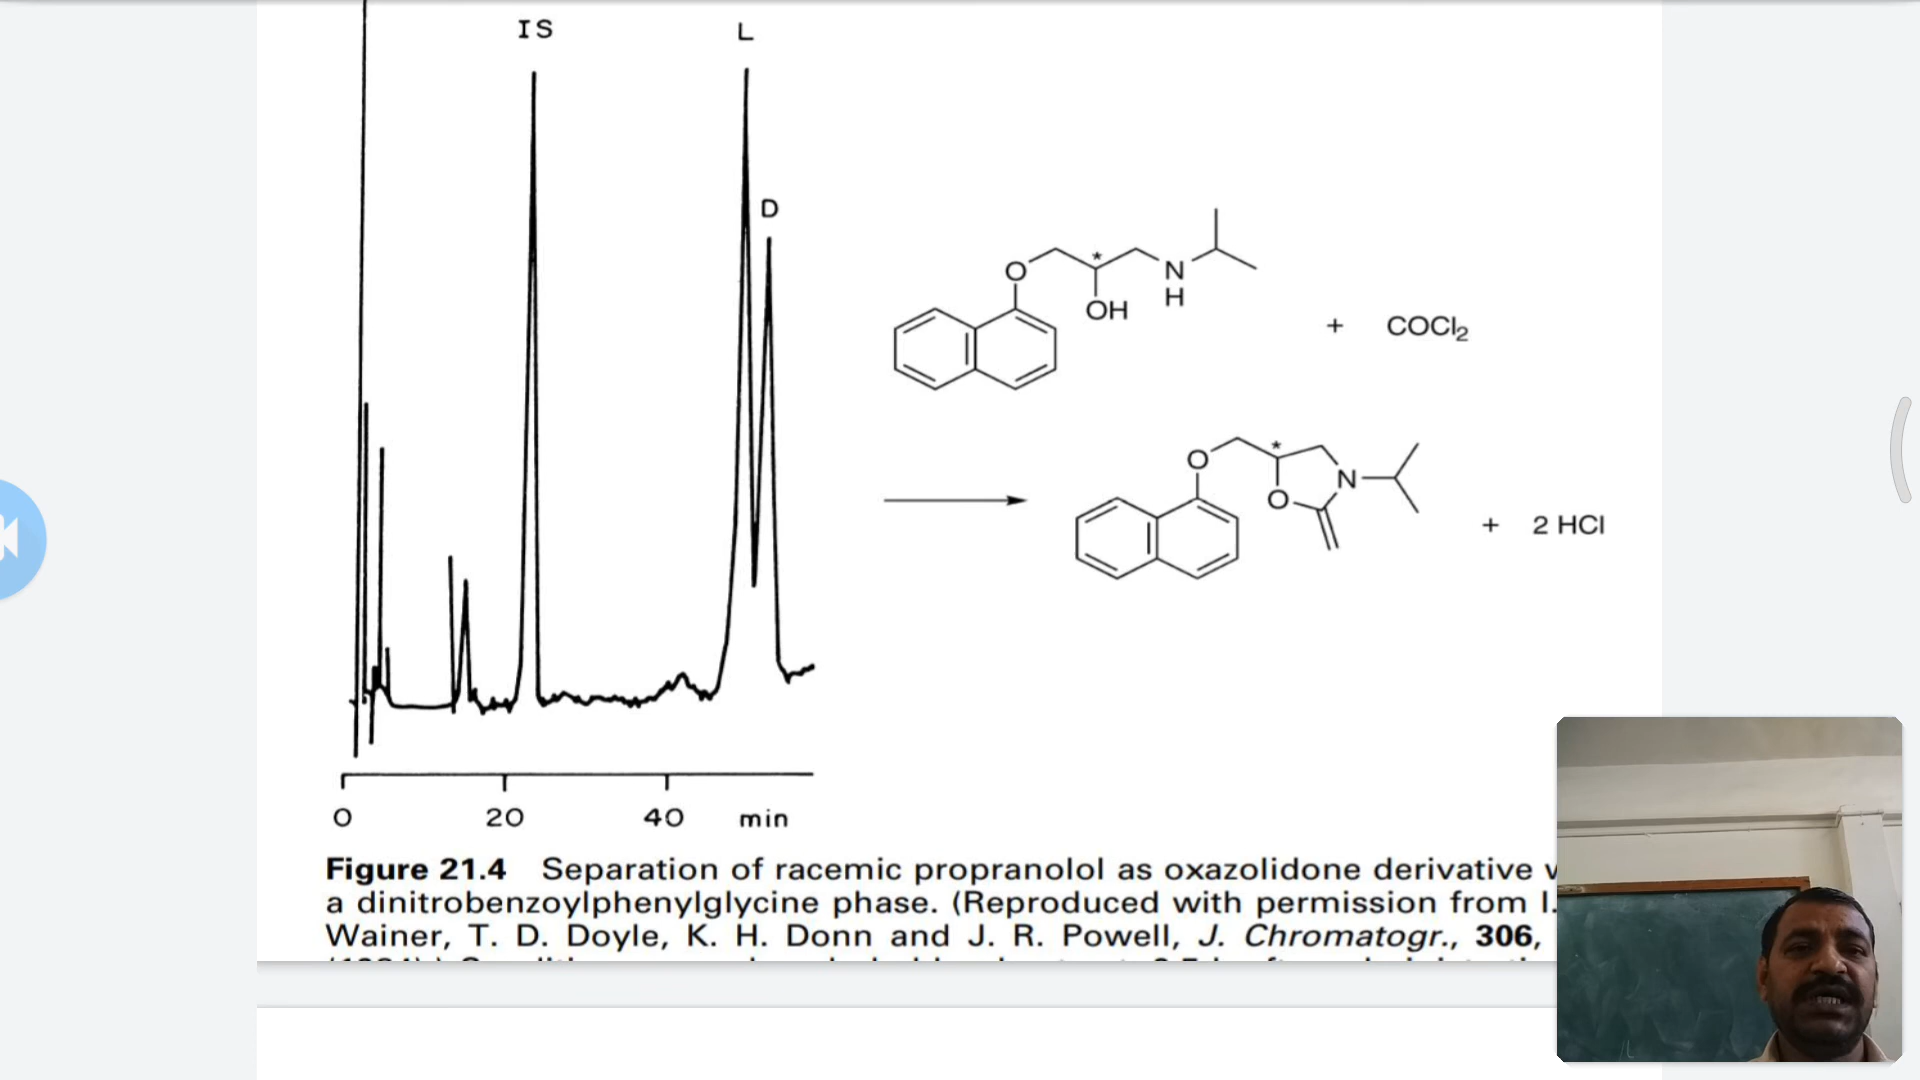 IS
L
D
O
*
N
H
OH
+ COCl₂
O
*
N
O
+ 2 HCl
0 20 40 min
Figure 21.4 Separation of racemic propranolol as oxazolidone derivative
a dinitrobenzoylphenylglycine phase. (Reproduced with permission from I.
Wainer, T. D. Doyle, K. H. Donn and J. R. Powell, J. Chromatogr., 306,